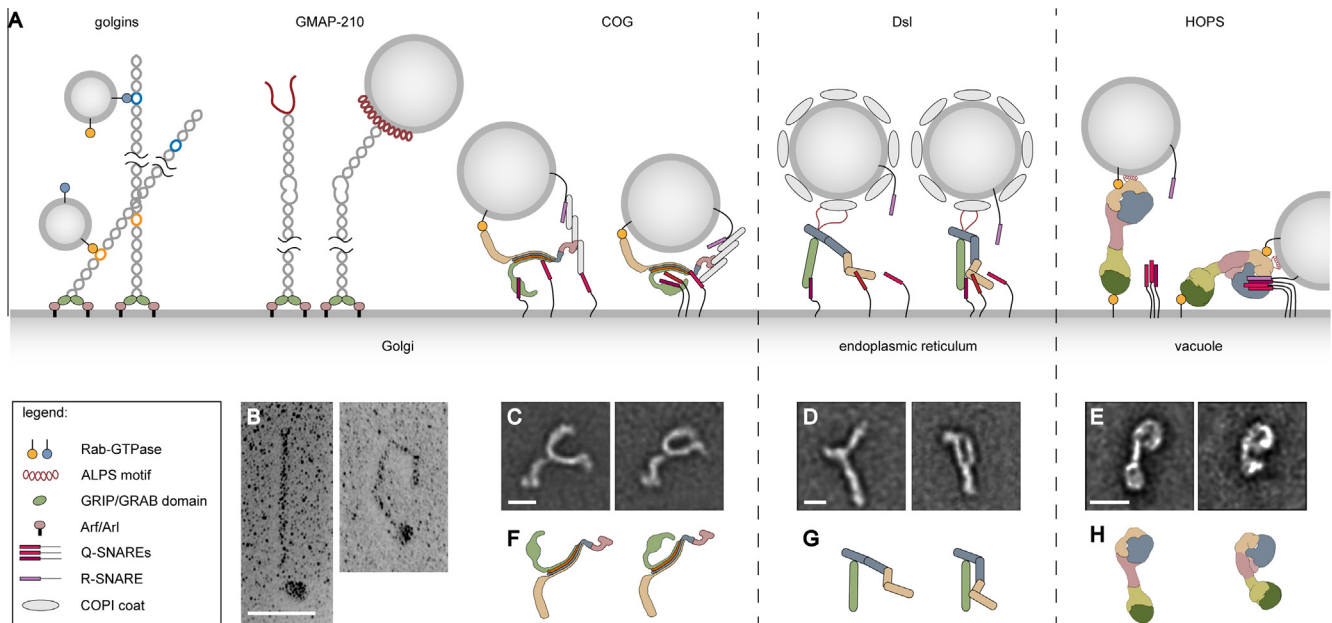 A
golgins
GMAP-210
COG
Dsl
HOPS
Golgi
endoplasmic reticulum
vacuole
legend:
Rab-GTPase
ALPS motif
GRIP/GRAB domain
Arf/Arl
Q-SNAREs
R-SNARE
COPI coat
B
C
D
E
F
G
H